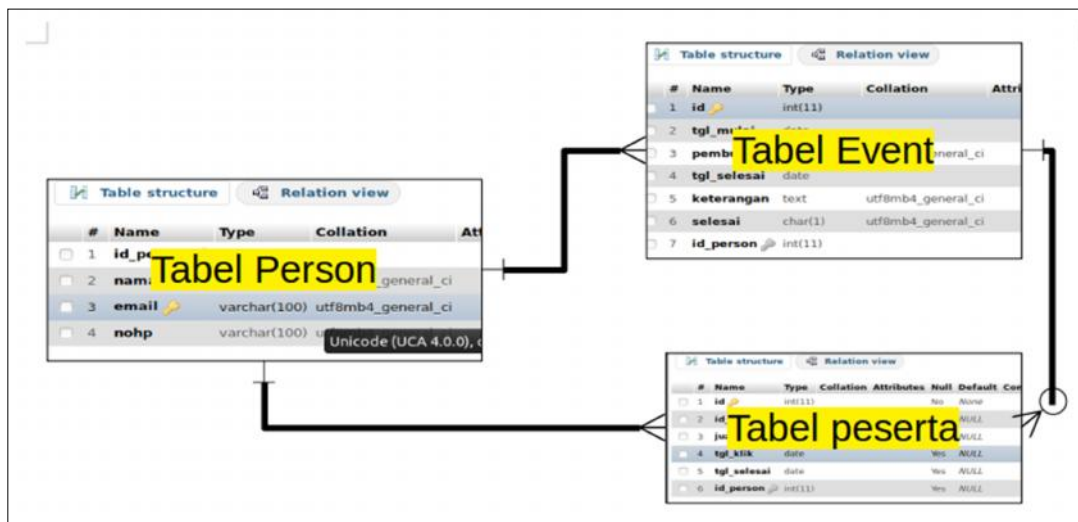 Table structure Relation view
# Name Type Collation Attri
1 id int(11)
2
3
4 tgl_selesai date
5 keterangan text utf8mb4_general_ci
6 selesai char(1) utf8mb4_general_ci
7 id_person int(11)
Tabel Event
Table structure Relation view
# Name Type Collation Att
1
2
3 email varchar(100) utf8mb4_general_ci
4 nohp varchar(100)
Unicode (UCA 4.0.0),
Tabel Person
Table structure Relation view
# Name Type Collation Attributes Null Default Com
1 id int(11) No None
2 NULL
3 NULL
4 tgl_klik date Yes NULL
5 tgl_selesai date Yes NULL
6 id_person int(11) Yes NULL
Tabel peserta